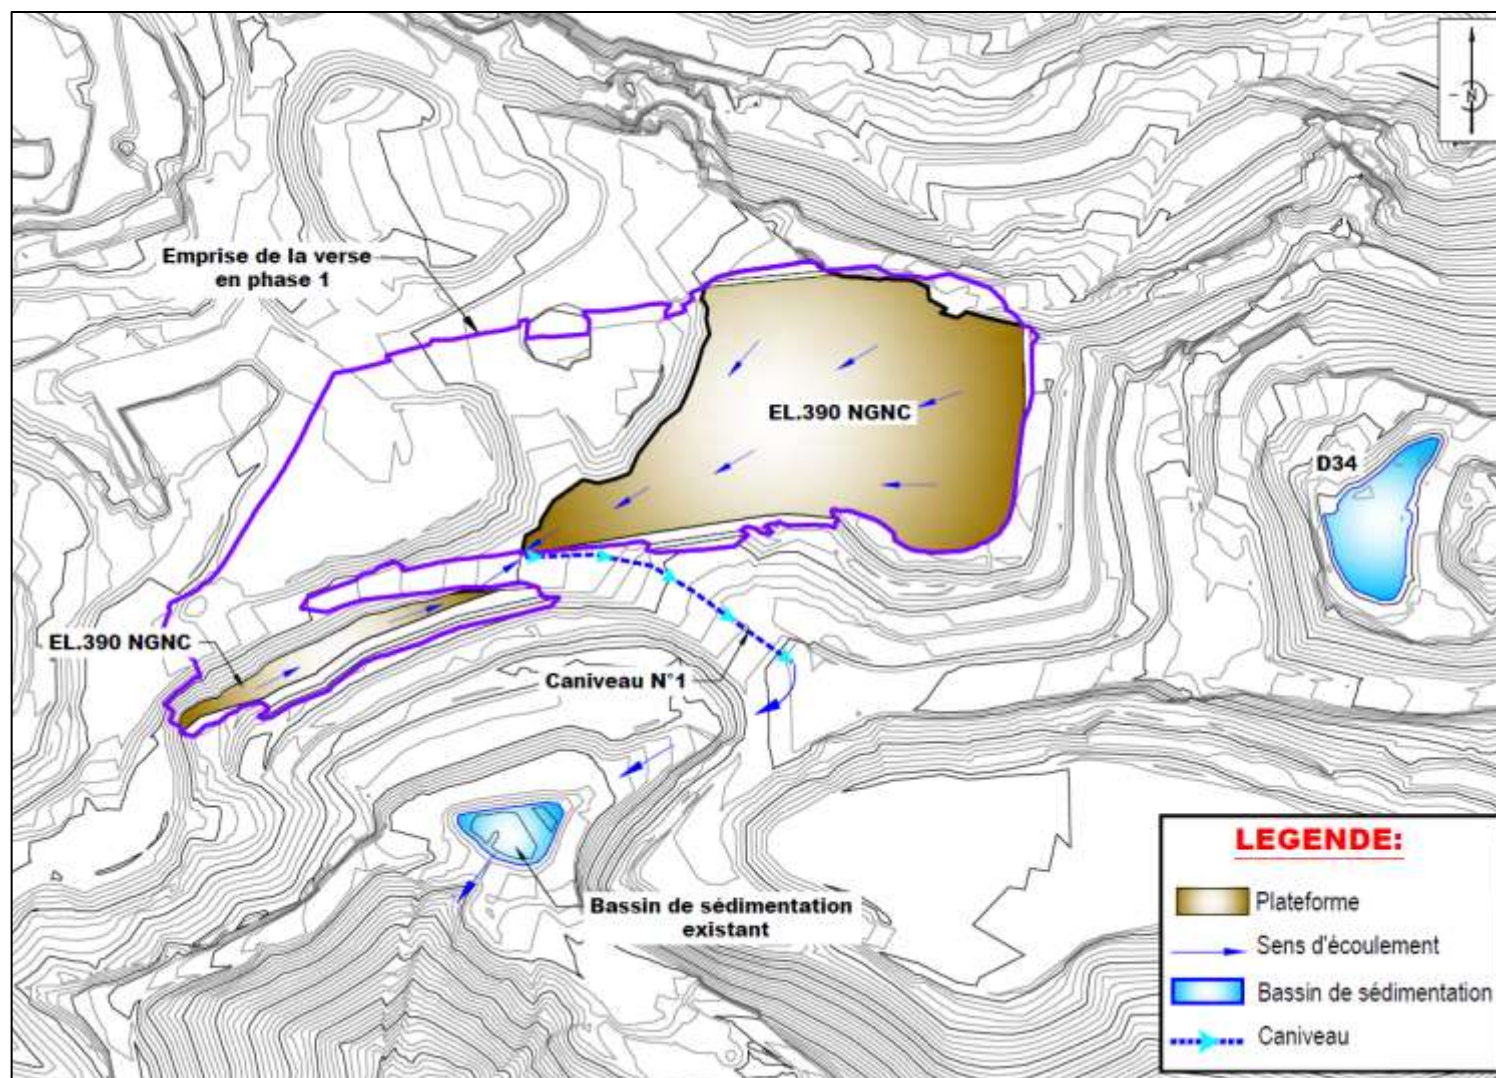 N
Emprise de la verse
en phase 1
EL.390 NGNC
D34
EL.390 NGNC
Caniveau N°1
Bassin de sédimentation
existant
LEGENDE:
Plateforme
Sens d'écoulement
Bassin de sédimentation
Caniveau